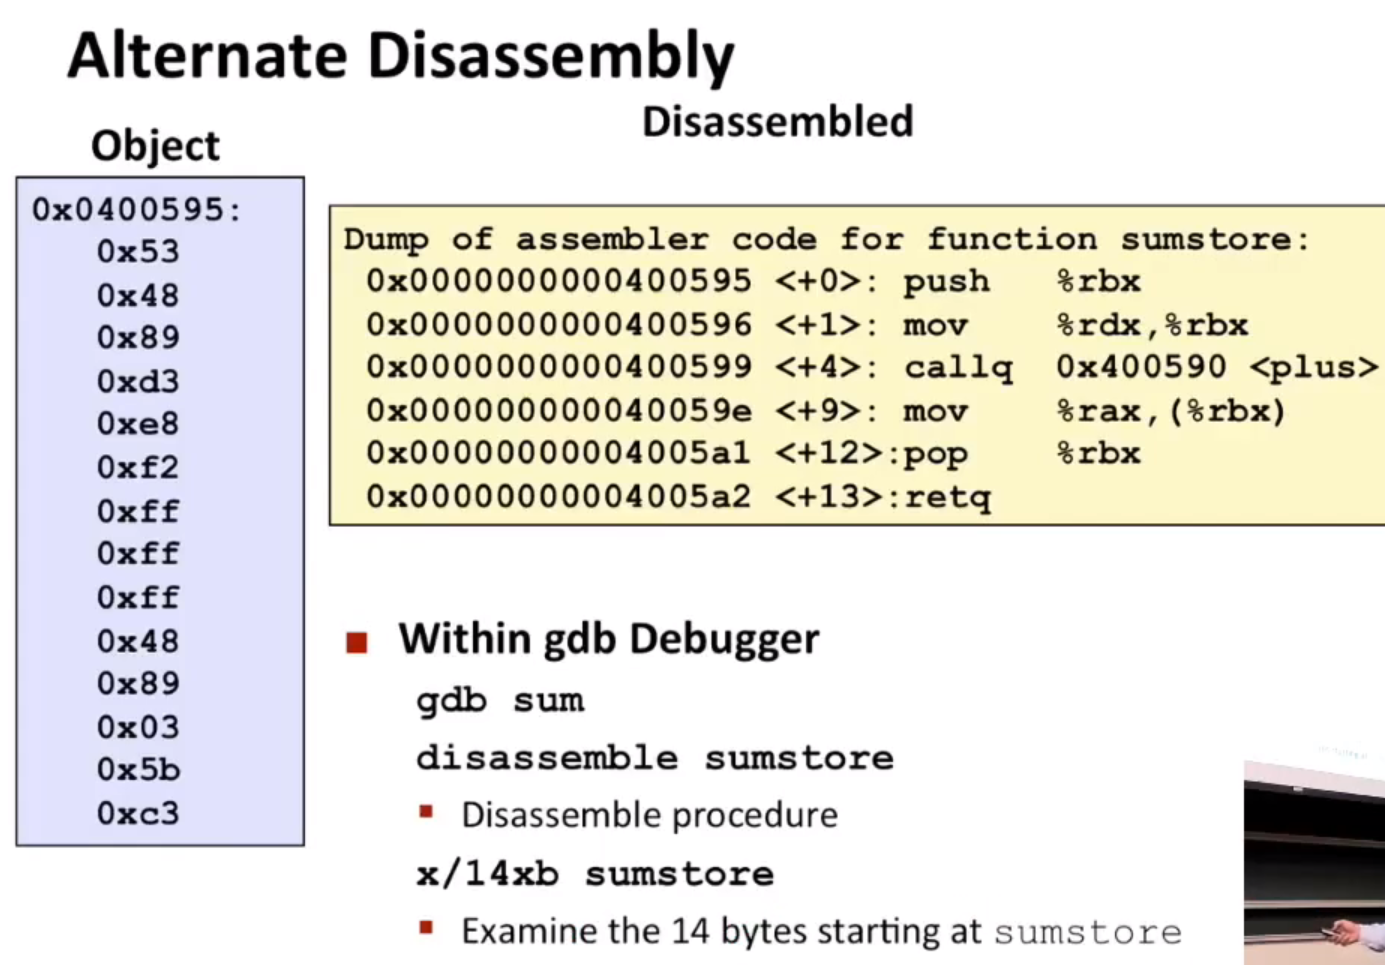 Alternate Disassembly
Object
0x0400595:
0x53
0x48
0x89
0xd3
0xe8
0xf2
0xff
0xff
0xff
0x48
0x89
0x03
0x5b
0xc3
Disassembled
Dump of assembler code for function sumstore:
0x0000000000400595 <+0>: push %rbx
0x0000000000400596 <+1>: mov %rdx,%rbx
0x0000000000400599 <+4>: callq 0x400590 <plus>
0x000000000040059e <+9>: mov %rax,(%rbx)
0x00000000004005a1 <+12>:pop %rbx
0x00000000004005a2 <+13>:retq
■ Within gdb Debugger
gdb sum
disassemble sumstore
▪ Disassemble procedure
x/14xb sumstore
▪ Examine the 14 bytes starting at sumstore